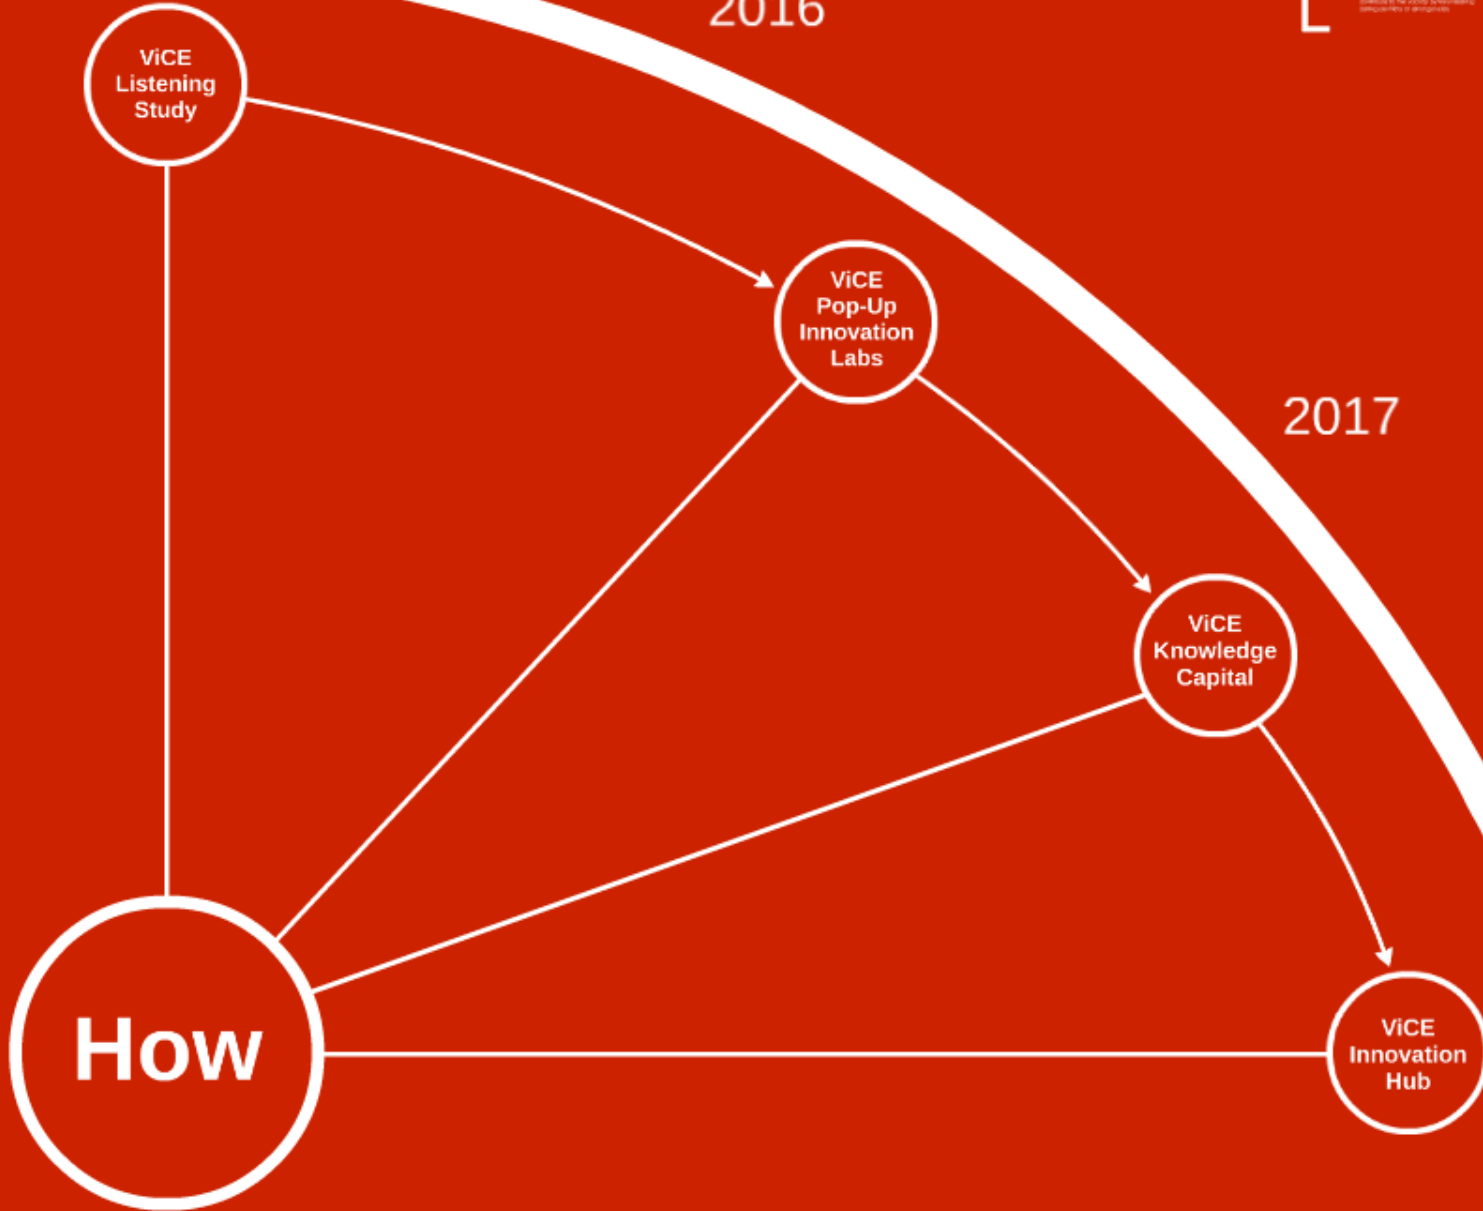 2016
ViCE
Listening
Study
ViCE
Pop-Up
Innovation
Labs
2017
ViCE
Knowledge
Capital
How
ViCE
Innovation
Hub